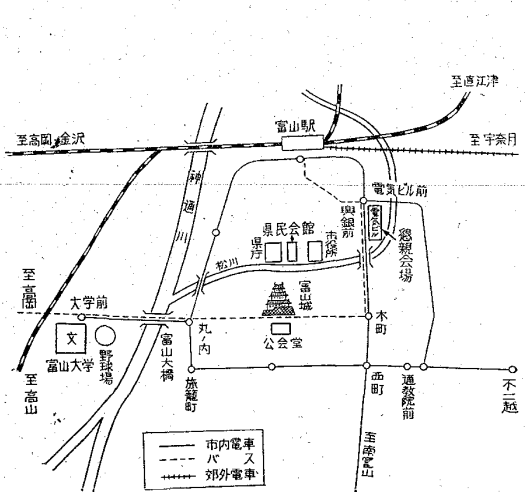 至直江津
富山駅
至高岡・金沢
至宇奈月
神通川
電気ビル前
興銀前
電気ビル
懇親会場
県民会館
県庁
市役所
松川
至高岡
大学前
富山城
丸ノ内
木町
文
富山大学
野球場
富山大橋
公会堂
至高山
旅籠町
西町
通教院前
不二越
至南富山
市内電車
バス
郊外電車